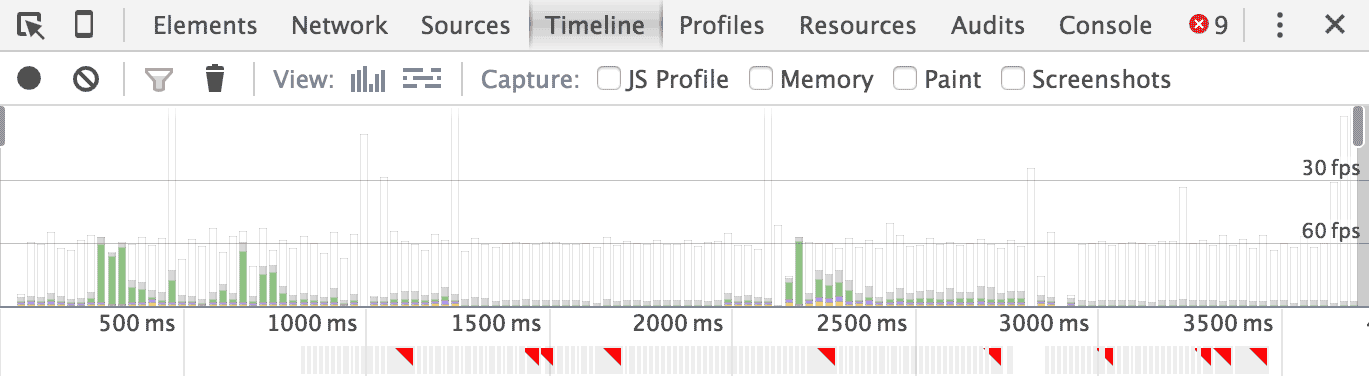 Elements Network Sources Timeline Profiles Resources Audits Console 9
View: Capture: JS Profile Memory Paint Screenshots
30 fps
60 fps
500 ms 1000 ms 1500 ms 2000 ms 2500 ms 3000 ms 3500 ms